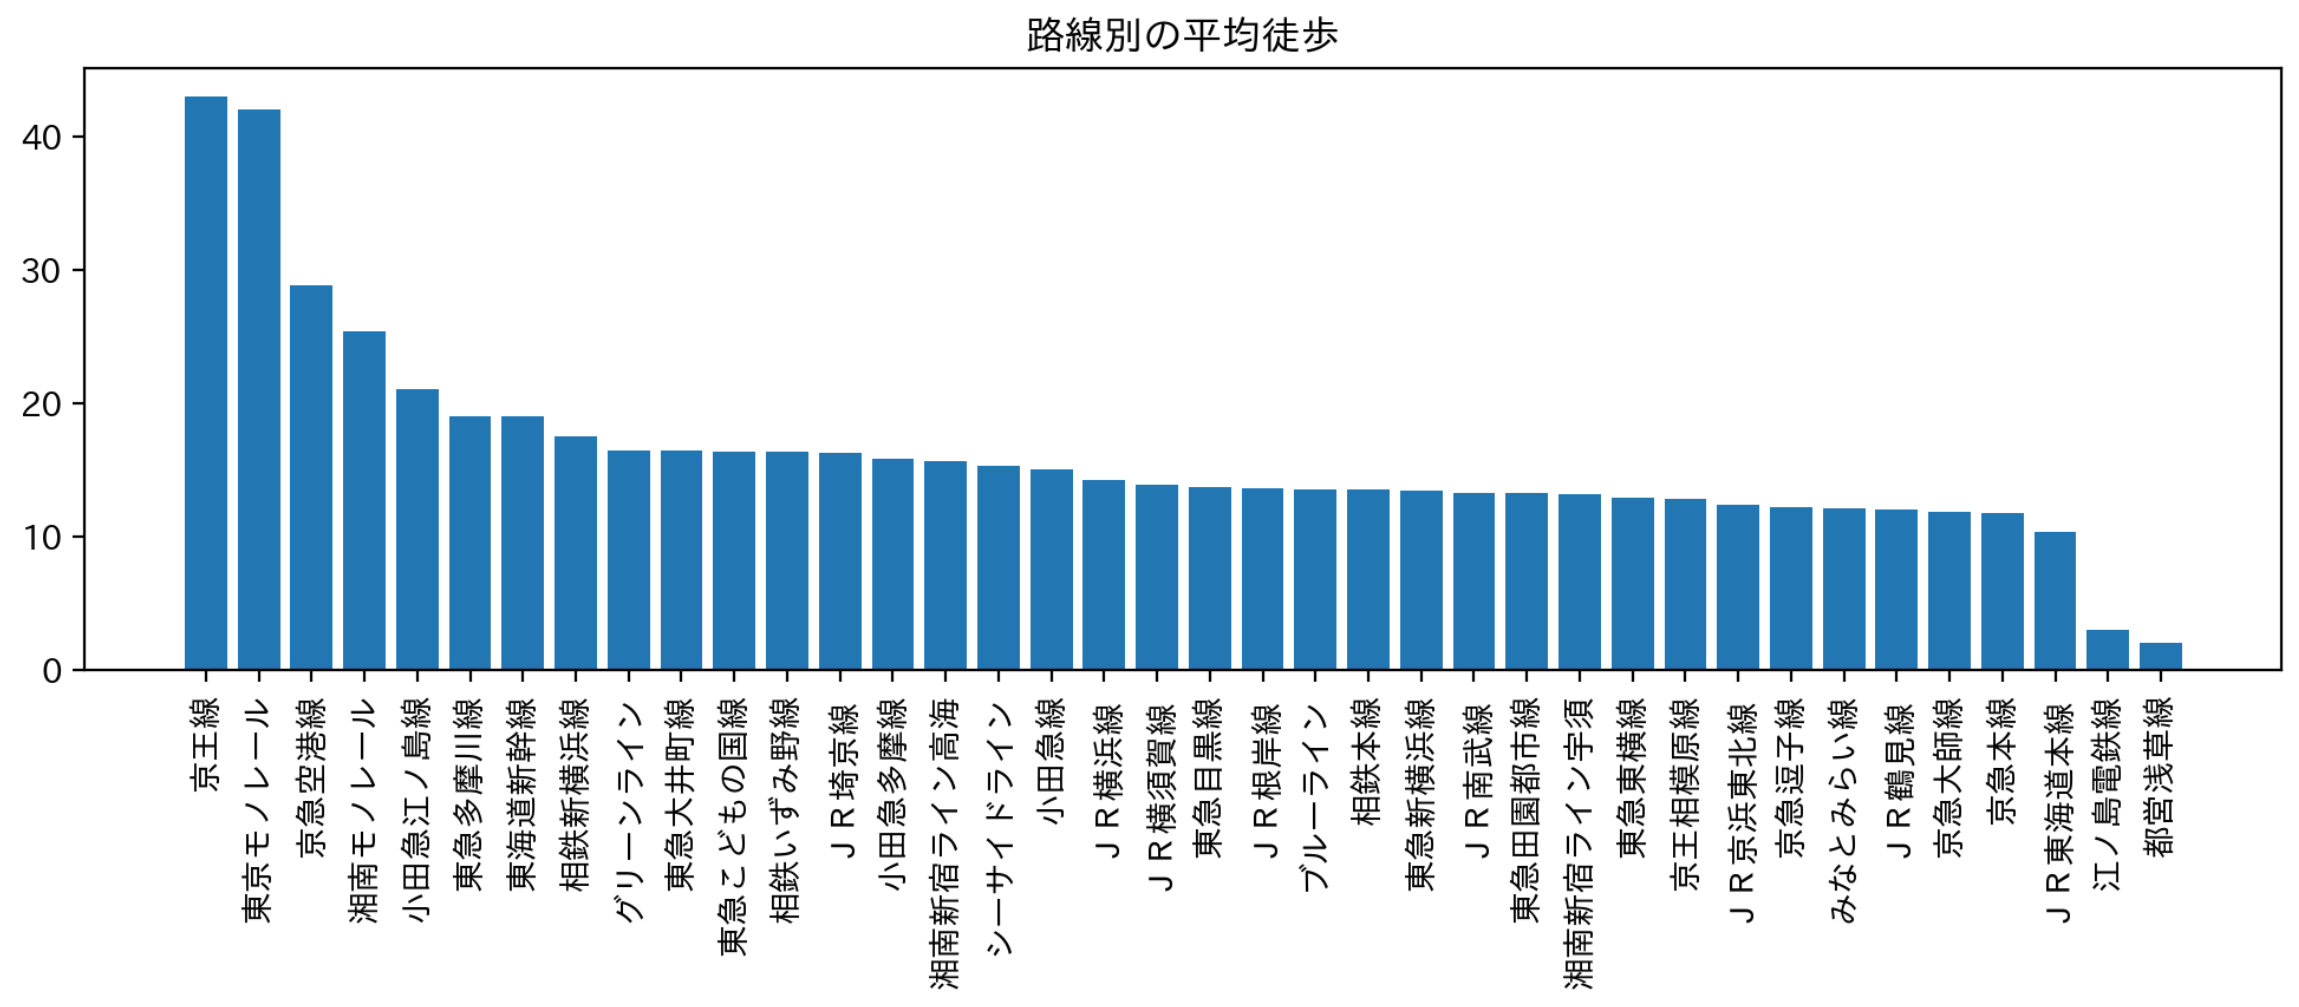 路線別の平均徒歩
40
30
20
10
0
京王線
東京モノレール
京急空港線
湘南モノレール
小田急江ノ島線
東急多摩川線
東海道新幹線
相鉄新横浜線
グリーンライン
東急大井町線
東急こどもの国線
相鉄いずみ野線
ＪＲ埼京線
小田急多摩線
湘南新宿ライン高海
シーサイドライン
小田急線
ＪＲ横浜線
ＪＲ横須賀線
東急目黒線
ＪＲ根岸線
ブルーライン
相鉄本線
東急新横浜線
ＪＲ南武線
東急田園都市線
湘南新宿ライン宇須
東急東横線
京王相模原線
ＪＲ京浜東北線
京急逗子線
みなとみらい線
ＪＲ鶴見線
京急大師線
京急本線
ＪＲ東海道本線
江ノ島電鉄線
都営浅草線